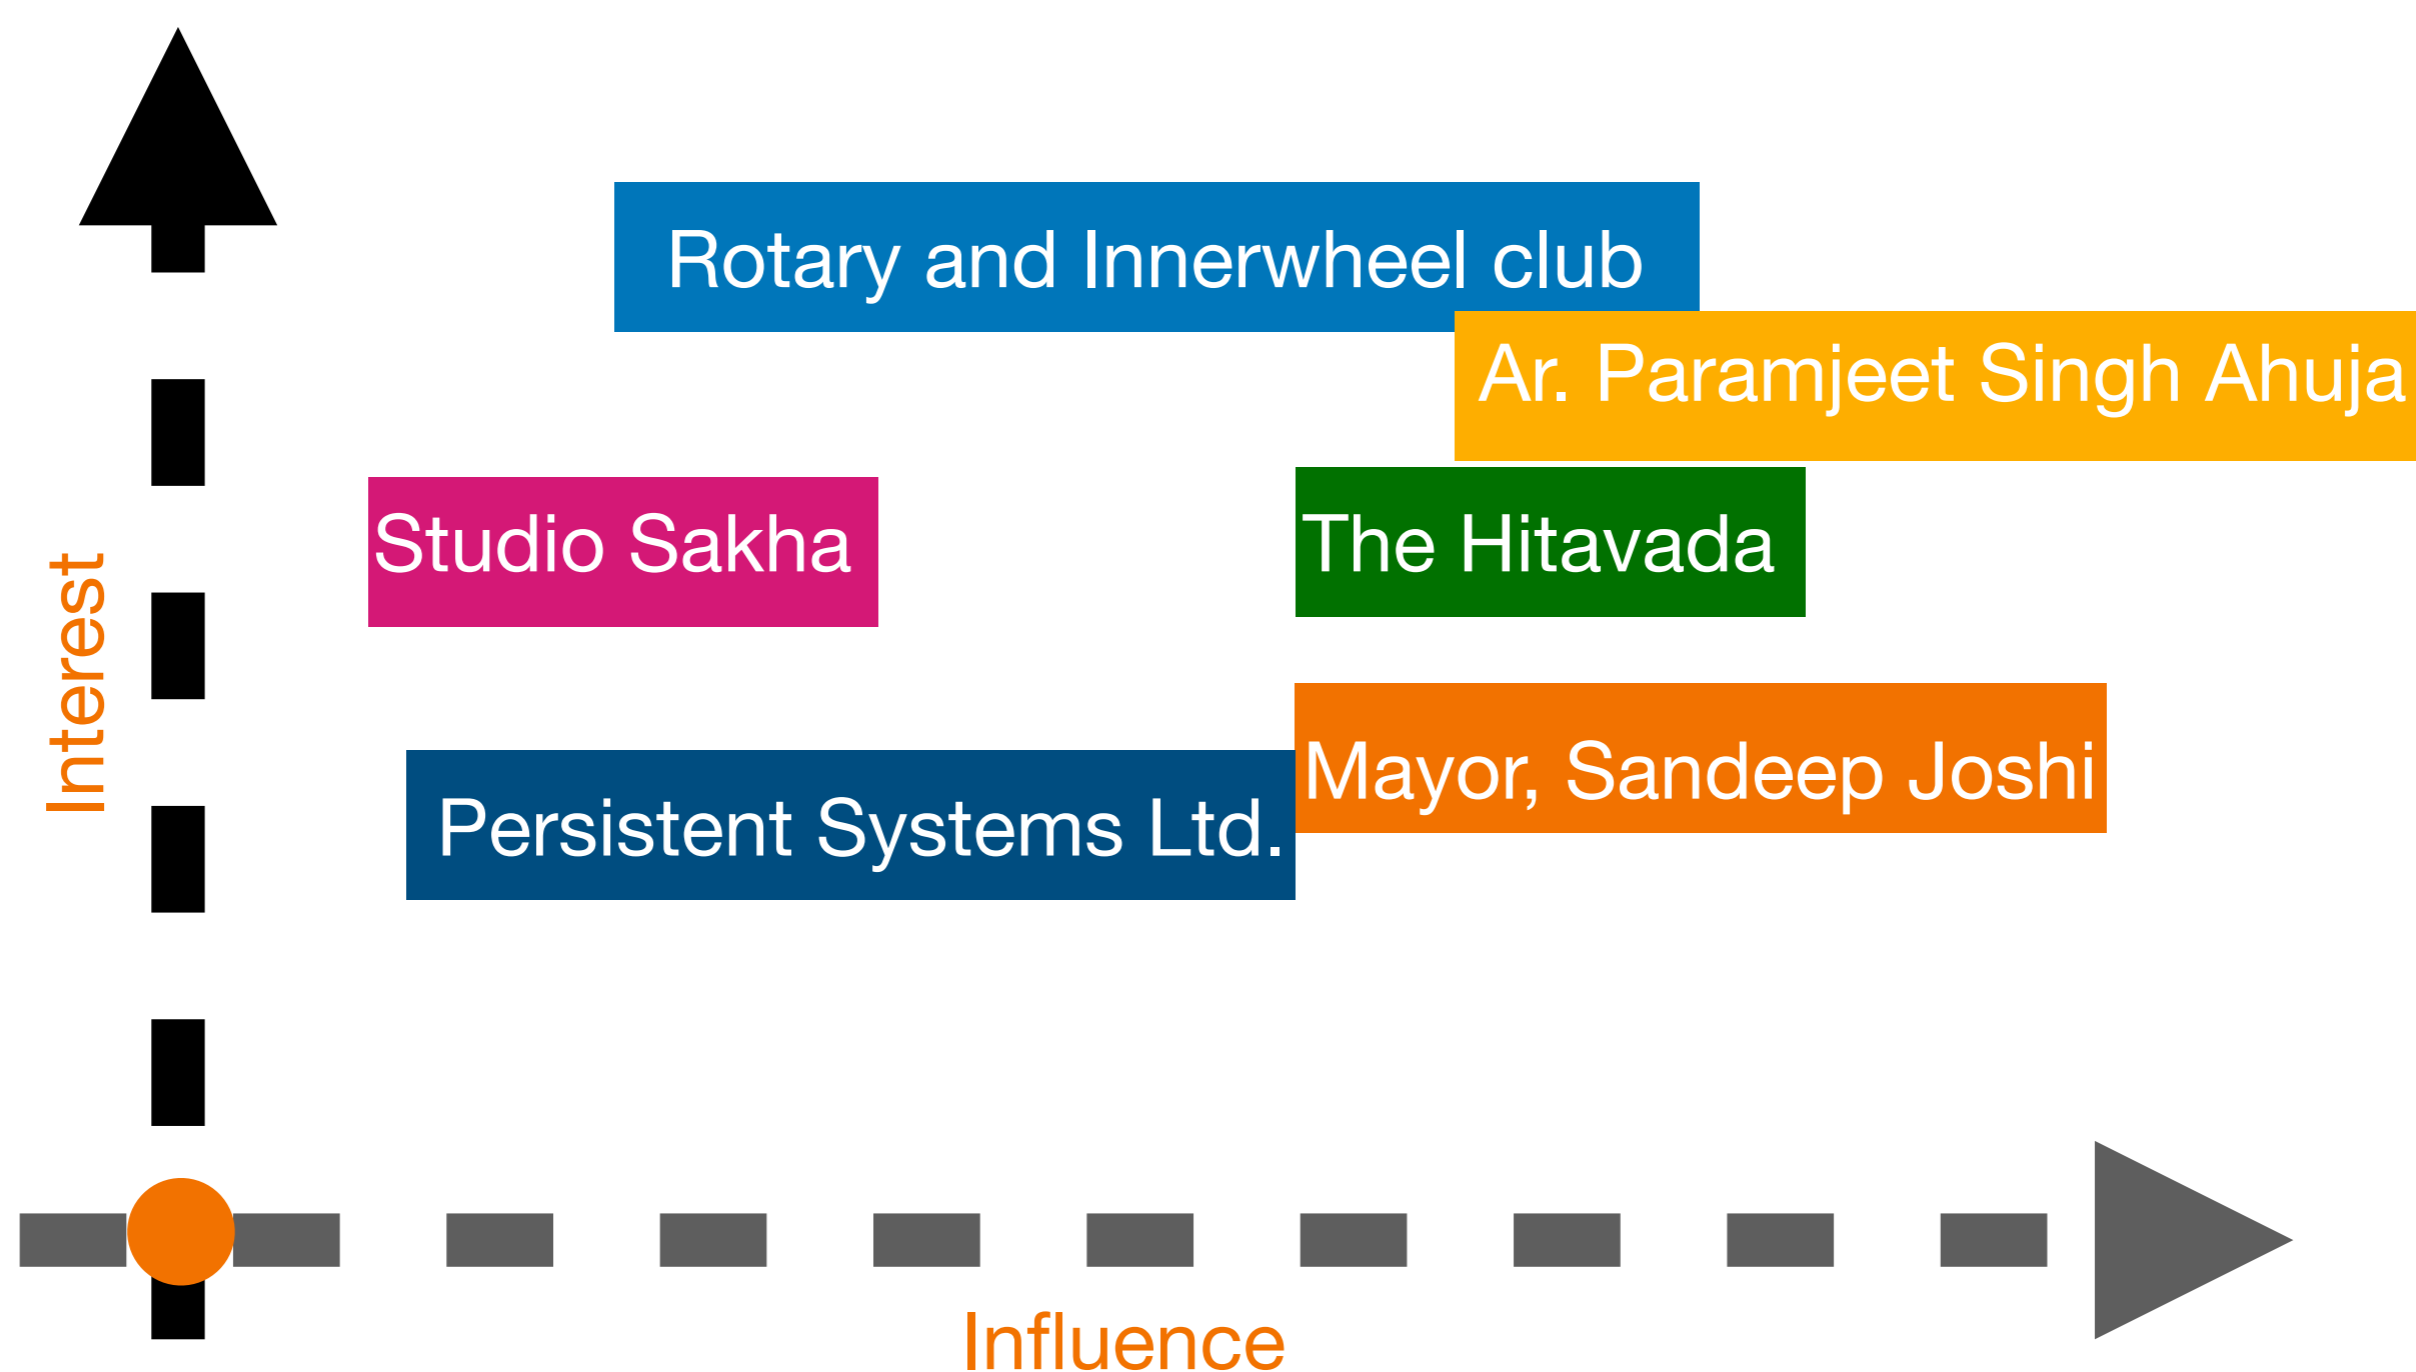 Rotary and Innerwheel club
Ar. Paramjeet Singh Ahuja
Studio Sakha
The Hitavada
Interest
Mayor, Sandeep Joshi
Persistent Systems Ltd.
Influence